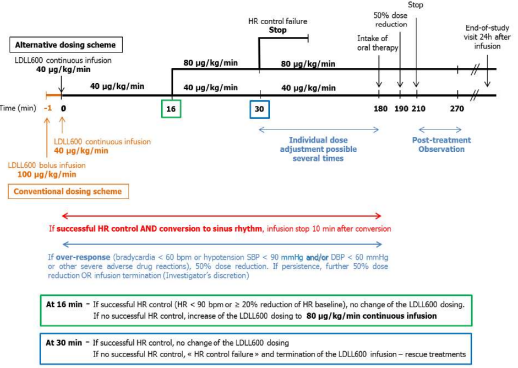 HR control failure
Stop
Stop
50% dose
reduction
End-of-study
visit 24h after
infusion
Intake of
oral therapy
Alternative dosing scheme
LDLL600 continuous infusion
40 µg/kg/min
80 µg/kg/min
80 µg/kg/min
40 µg/kg/min
40 µg/kg/min
40 µg/kg/min
Time (min)
-1
0
16
30
180
190
210
270
LDLL600 continuous infusion
40 µg/kg/min
LDLL600 bolus infusion
100 µg/kg/min
Conventional dosing scheme
Individual dose
adjustment possible
several times
Post-treatment
Observation
If successful HR control AND conversion to sinus rhythm, infusion stop 10 min after conversion
If over-response (bradycardia < 60 bpm or hypotension SBP < 90 mmHg and/or DBP < 60 mmHg
or other severe adverse drug reactions), 50% dose reduction. If persistence, further 50% dose
reduction OR infusion termination (Investigator's discretion)
At 16 min – If successful HR control (HR < 90 bpm or ≥ 20% reduction of HR baseline), no change of the LDLL600 dosing.
If no successful HR control, increase of the LDLL600 dosing to 80 µg/kg/min continuous infusion
At 30 min – If successful HR control, no change of the LDLL600 dosing
If no successful HR control, « HR control failure » and termination of the LDLL600 infusion – rescue treatments